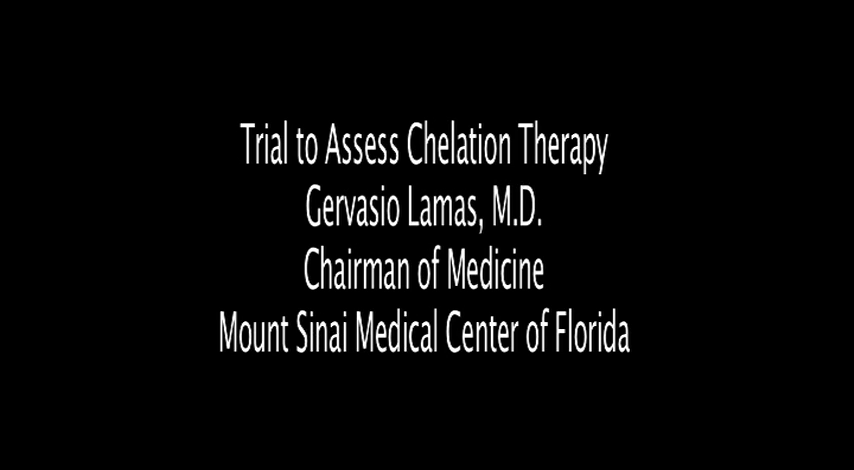 Trial to Assess Chelation Therapy
Gervasio Lamas, M.D.
Chairman of Medicine
Mount Sinai Medical Center of Florida